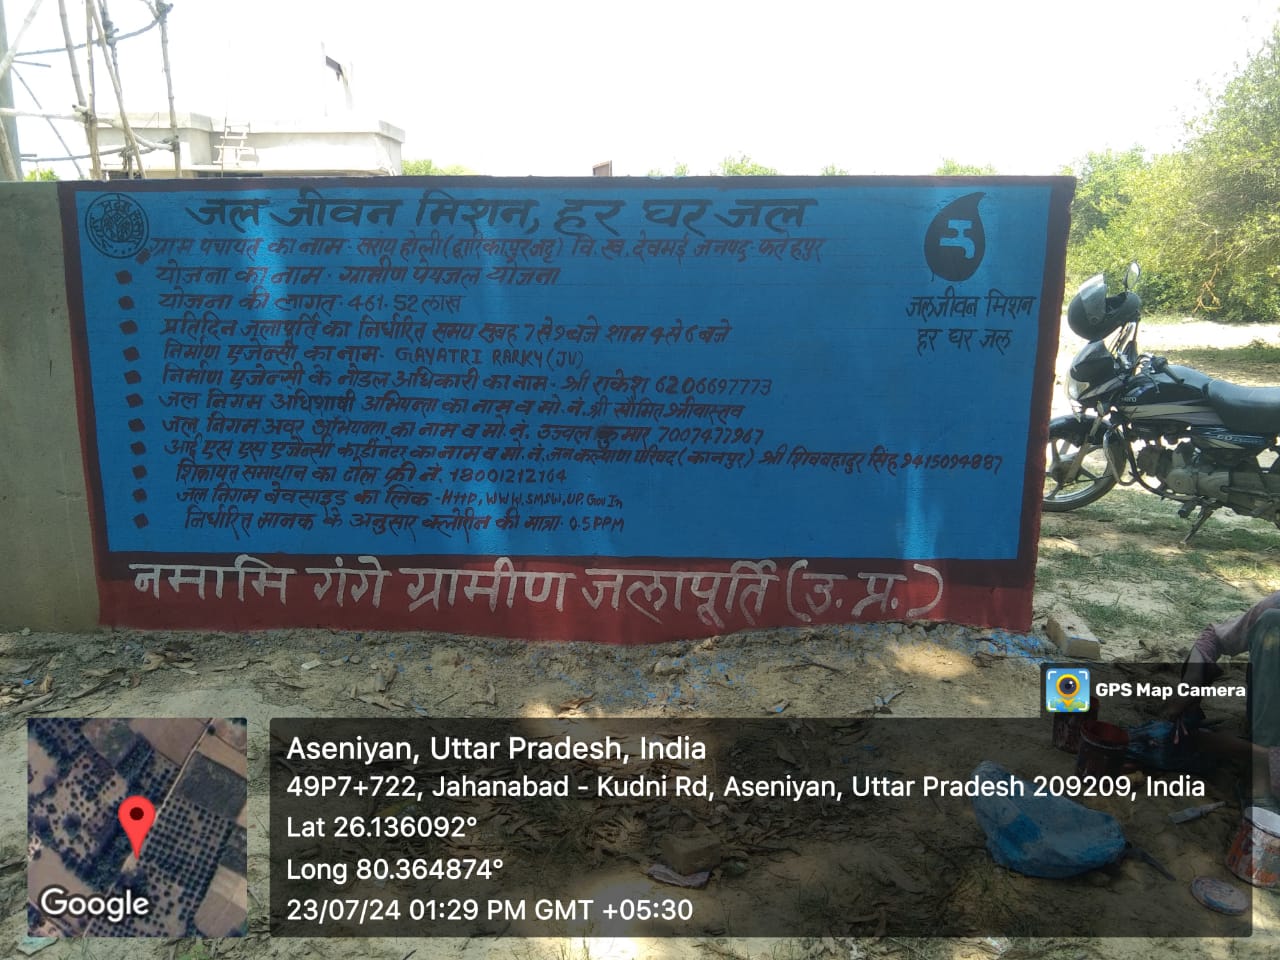 जल जीवन मिशन, हर घर जल
ग्राम पंचायत का नाम- सराय होली (द्वारिकापुरजट्ट) वि. ख. देवमई जनपद- फतेहपुर
योजना का नाम- ग्रामीण पेयजल योजना
योजना की लागत- 461.52 लाख
प्रतिदिन जलापूर्ति का निर्धारित समय सुबह 7 से 9 बजे शाम 4 से 6 बजे
निर्माण एजेन्सी का नाम- GAYATRI RARKY (JV)
निर्माण एजेन्सी के नोडल अधिकारी का नाम- श्री राकेश 6206697773
जल निगम अधिशाषी अभियन्ता का नाम व मो. नं. श्री सौमित श्रीवास्तव
जल निगम अवर अभियन्ता का नाम व मो. नं. उज्वल कुमार 7007477967
आई एस एस एजेन्सी कार्डीनेटर का नाम व मो. नं. जन कल्याण परिषद (कानपुर) श्री शिवबहादुर सिंह 9415094887
शिकायत समाधान का टोल फ्री नं. 18001212164
जल निगम बेवसाइड का लिंक - Http, WWW.SMSW,UP.Gov In
निर्धारित मानक के अनुसार क्लोरीन की मात्रा- 0.5 PPM
जल जीवन मिशन
हर घर जल
नमामि गंगे ग्रामीण जलापूर्ति (उ. प्र.)
GPS Map Camera
Aseniyan, Uttar Pradesh, India
49P7+722, Jahanabad - Kudni Rd, Aseniyan, Uttar Pradesh 209209, India
Lat 26.136092°
Long 80.364874°
23/07/24 01:29 PM GMT +05:30
Google